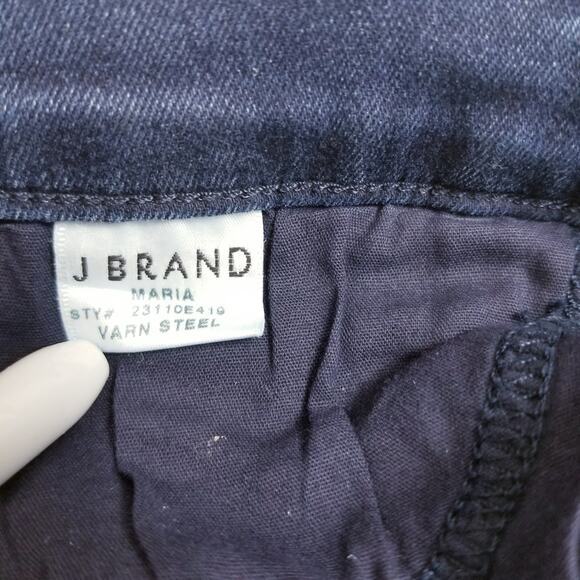 J BRAND
MARIA
STY# 23110E419
VARN STEEL